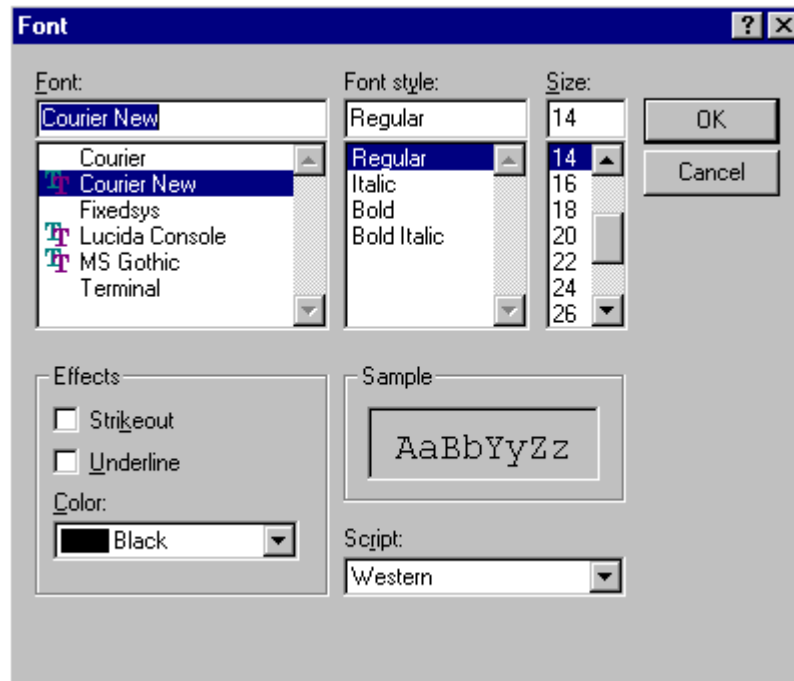 Font
Font:
Courier New
Courier
Courier New
Fixedsys
Lucida Console
MS Gothic
Terminal
Font style:
Regular
Regular
Italic
Bold
Bold Italic
Size:
14
14
16
18
20
22
24
26
OK
Cancel
Effects
Strikeout
Underline
Color:
Black
Sample
AaBbYyZz
Script:
Western